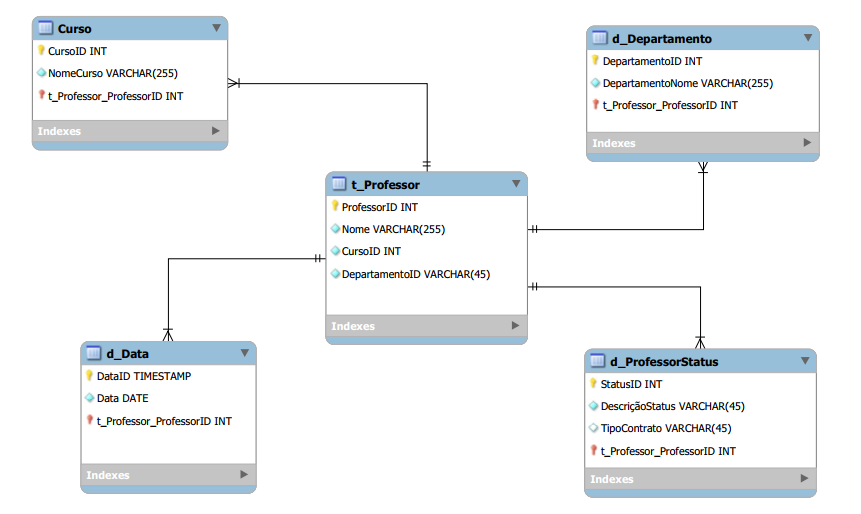 Curso
CursoID INT
NomeCurso VARCHAR(255)
t_Professor_ProfessorID INT
Indexes
d_Departamento
DepartamentoID INT
DepartamentoNome VARCHAR(255)
t_Professor_ProfessorID INT
Indexes
t_Professor
ProfessorID INT
Nome VARCHAR(255)
CursoID INT
DepartamentoID VARCHAR(45)
Indexes
d_Data
DataID TIMESTAMP
Data DATE
t_Professor_ProfessorID INT
Indexes
d_ProfessorStatus
StatusID INT
DescriçãoStatus VARCHAR(45)
TipoContrato VARCHAR(45)
t_Professor_ProfessorID INT
Indexes